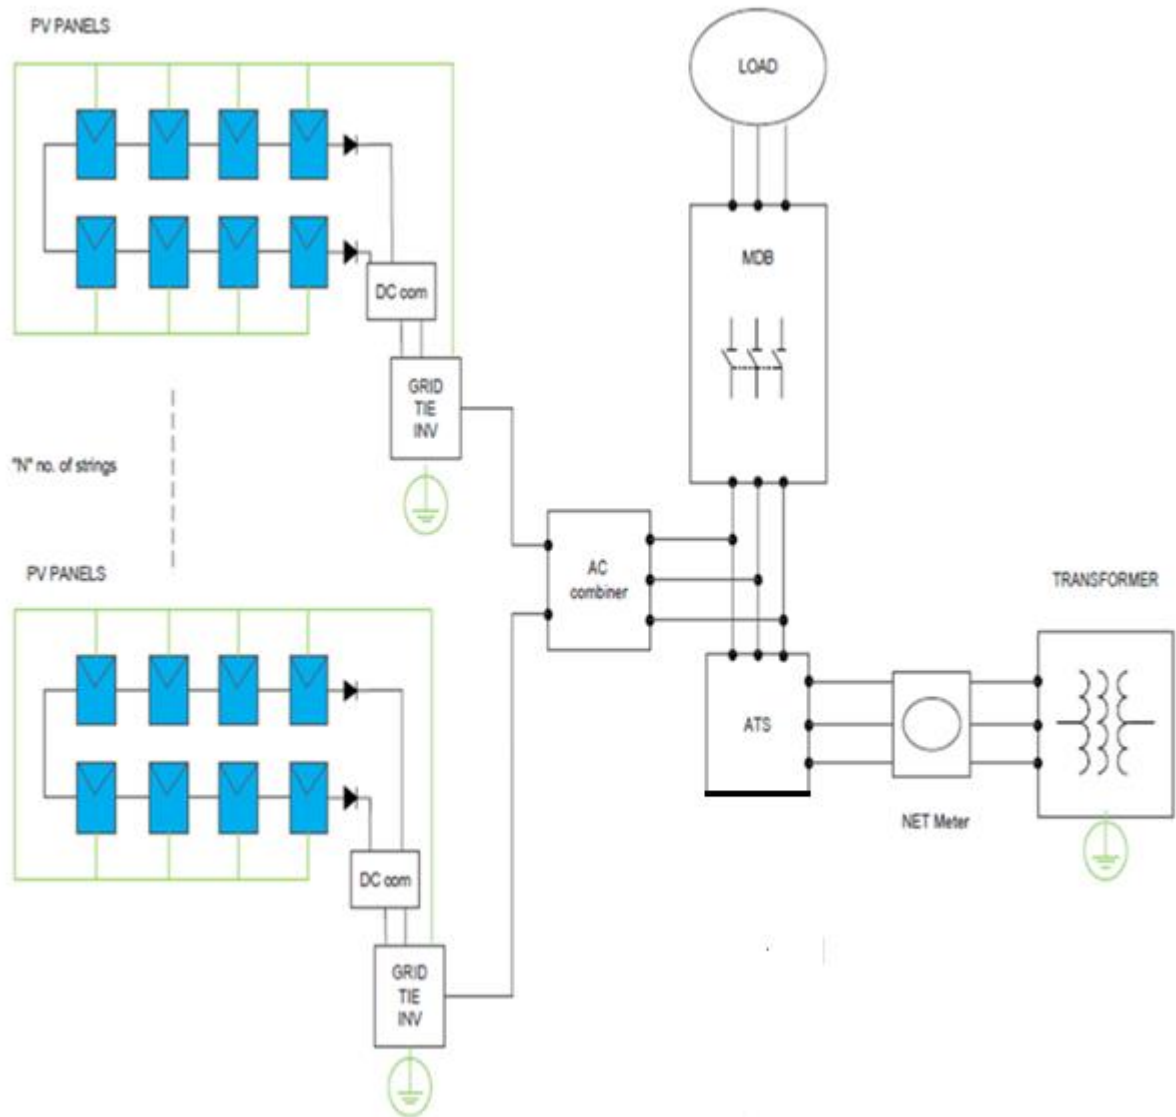 PV PANELS
LOAD
MDB
DC com
GRID
TIE
INV
"N" no. of strings
AC
combiner
PV PANELS
TRANSFORMER
ATS
NET Meter
DC com
GRID
TIE
INV